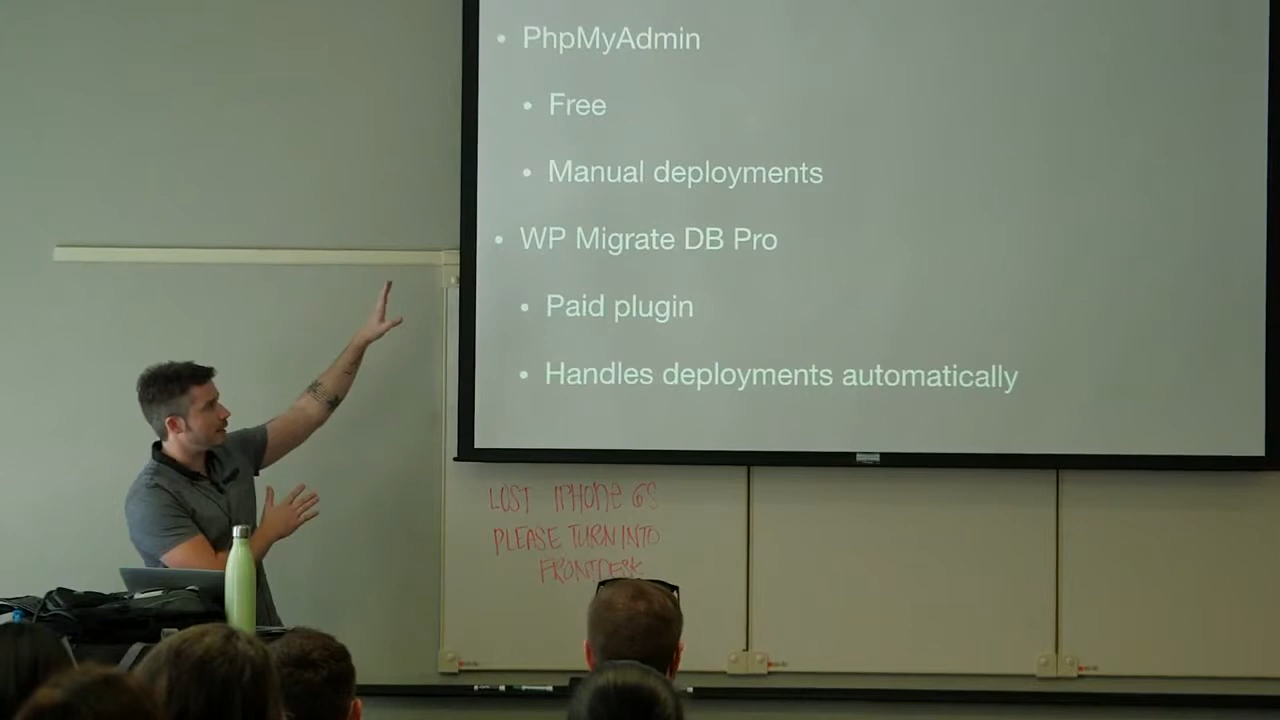 • PhpMyAdmin
• Free
• Manual deployments
• WP Migrate DB Pro
• Paid plugin
• Handles deployments automatically
LOST IPHONE 6S
PLEASE TURN INTO
FRONTDESK